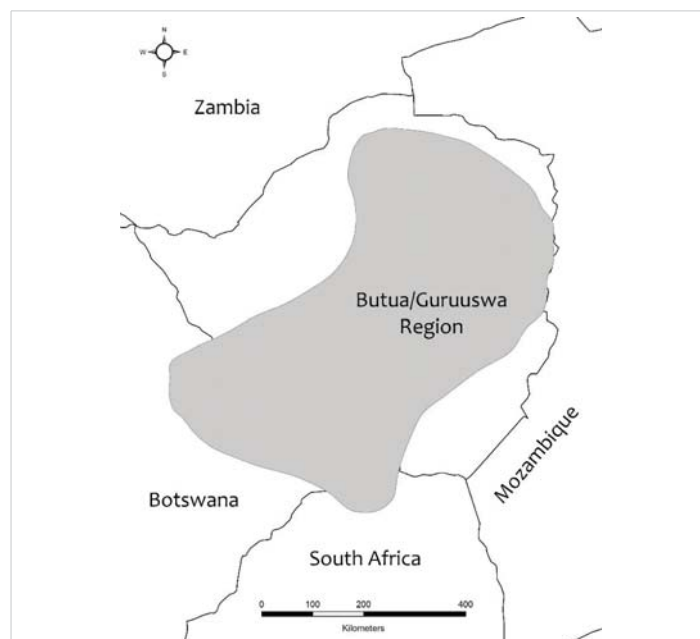 N
W E
S
Zambia
Butua/Guruuswa
Region
Mozambique
Botswana
South Africa
0 100 200 400
Kilometers